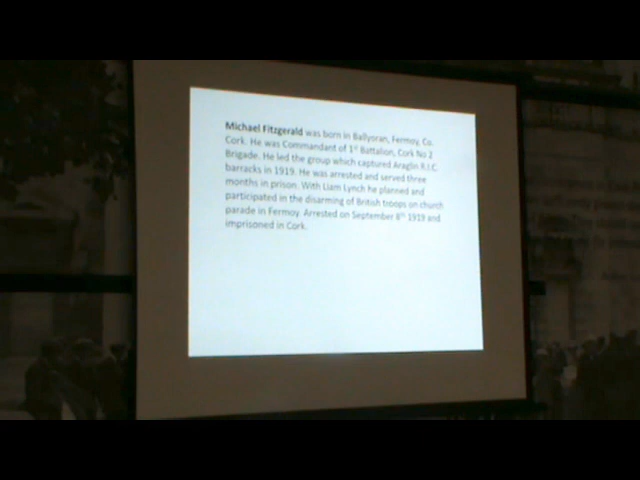 Michael Fitzgerald was born in Ballyoran, Fermoy, Co.
Cork. He was Commandant of 1st Battalion, Cork No 2
Brigade. He led the group which captured Araglin R.I.C
barracks in 1919. He was arrested and served three
months in prison. With Liam Lynch he planned and
participated in the disarming of British troops on church
parade in Fermoy. Arrested on September 8th 1919 and
imprisoned in Cork.